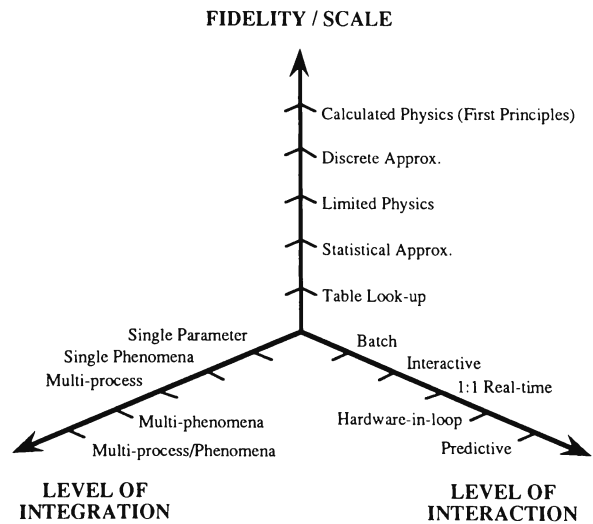 FIDELITY / SCALE
Calculated Physics (First Principles)
Discrete Approx.
Limited Physics
Statistical Approx.
Table Look-up
Single Parameter
Single Phenomena
Multi-process
Multi-phenomena
Multi-process/Phenomena
Batch
Interactive
1:1 Real-time
Hardware-in-loop
Predictive
LEVEL OF
INTEGRATION
LEVEL OF
INTERACTION